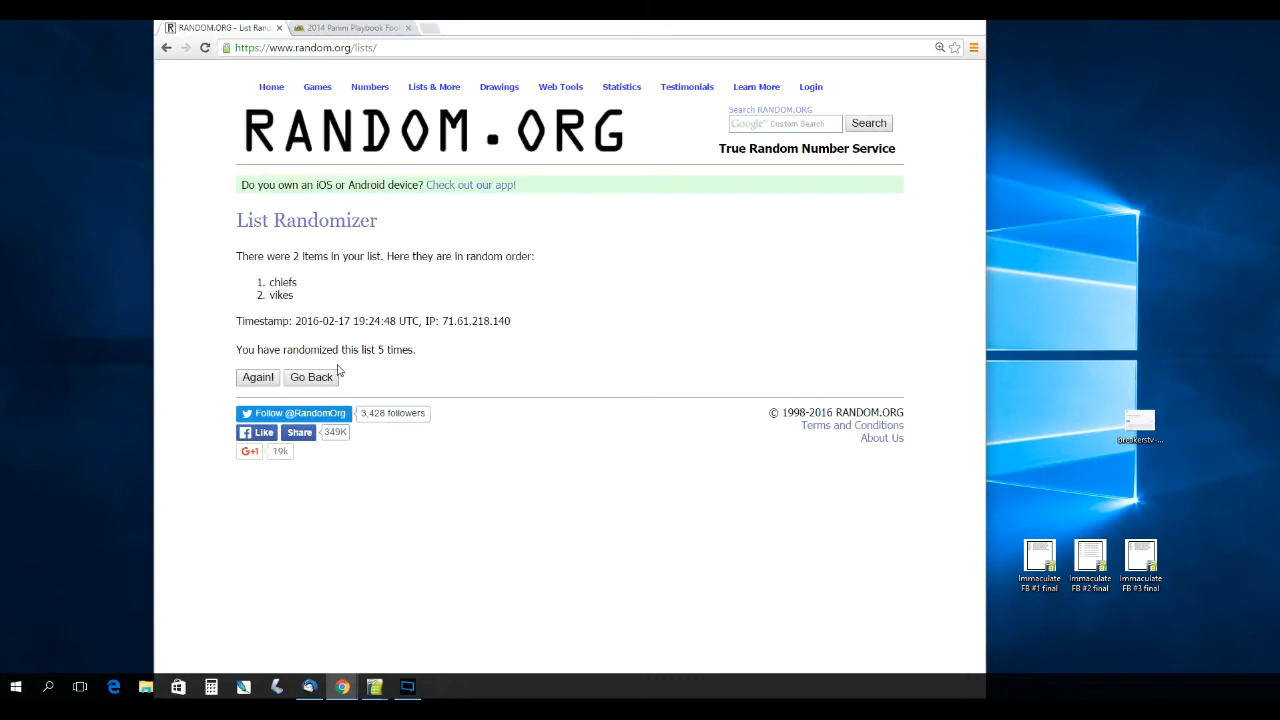 RANDOM.ORG - List Rand
2014 Panini Playbook Foo
https://www.random.org/lists/
Home Games Numbers Lists & More Drawings Web Tools Statistics Testimonials Learn More Login
RANDOM.ORG
Search RANDOM.ORG
Google™ Custom Search Search
True Random Number Service
Do you own an iOS or Android device? Check out our app!
List Randomizer
There were 2 items in your list. Here they are in random order:
1. chiefs
2. vikes
Timestamp: 2016-02-17 19:24:48 UTC, IP: 71.61.218.140
You have randomized this list 5 times.
Again! Go Back
Follow @RandomOrg 3,428 followers
Like Share 349K
G+1 19k
© 1998-2016 RANDOM.ORG
Terms and Conditions
About Us
Breakerstv-...
Immaculate FB #1 final
Immaculate FB #2 final
Immaculate FB #3 final